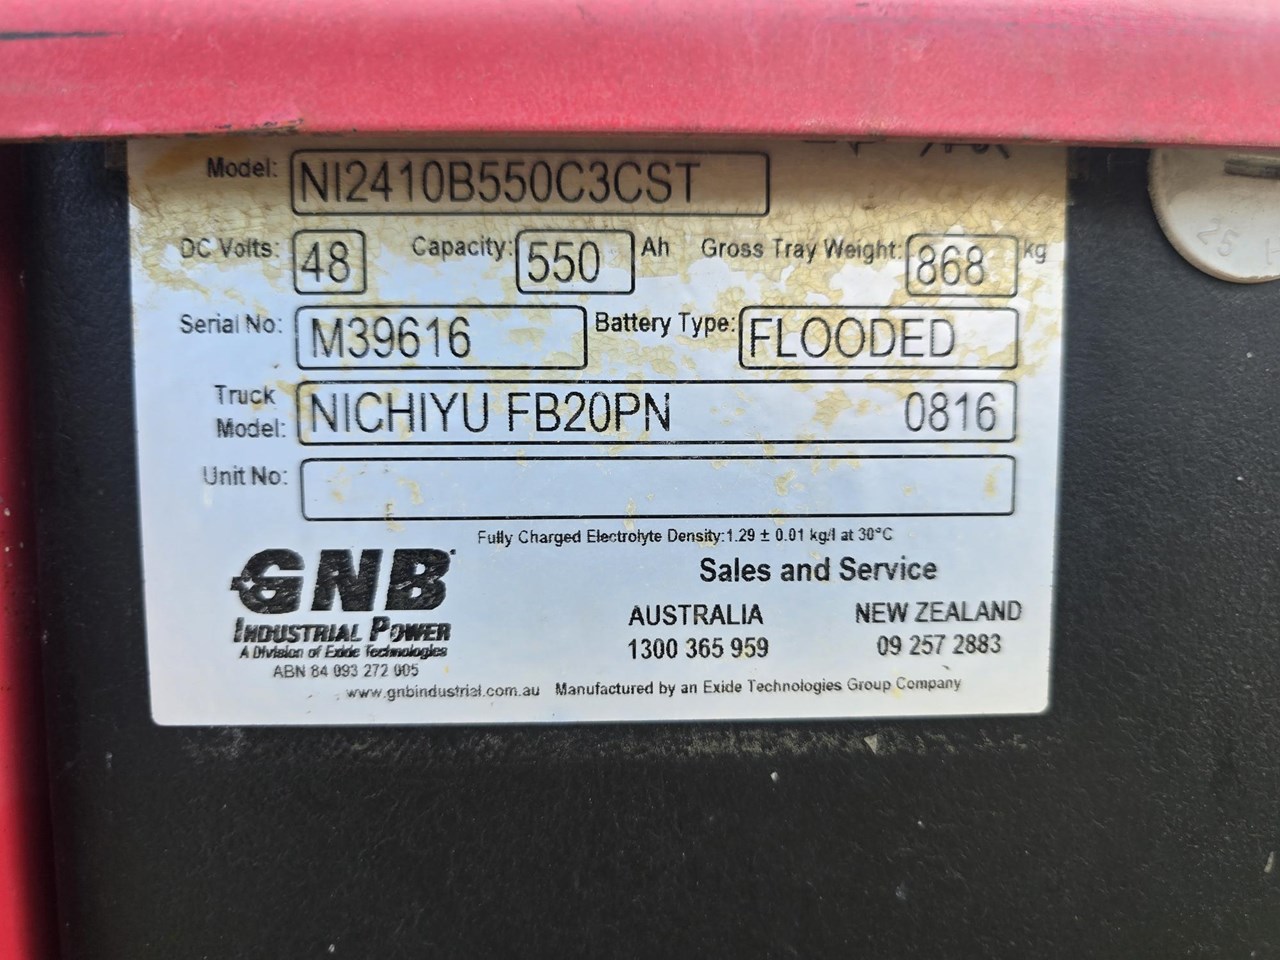 Model: NI2410B550C3CST
DC Volts: 48 Capacity: 550 Ah Gross Tray Weight: 868 kg
Serial No: M39616 Battery Type: FLOODED
Truck Model: NICHIYU FB20PN 0816
Unit No:
Fully Charged Electrolyte Density:1.29 ± 0.01 kg/l at 30°C
GNB
INDUSTRIAL POWER
A Division of Exide Technologies
ABN 84 093 272 005
Sales and Service
AUSTRALIA NEW ZEALAND
1300 365 959 09 257 2883
www.gnbindustrial.com.au Manufactured by an Exide Technologies Group Company
25